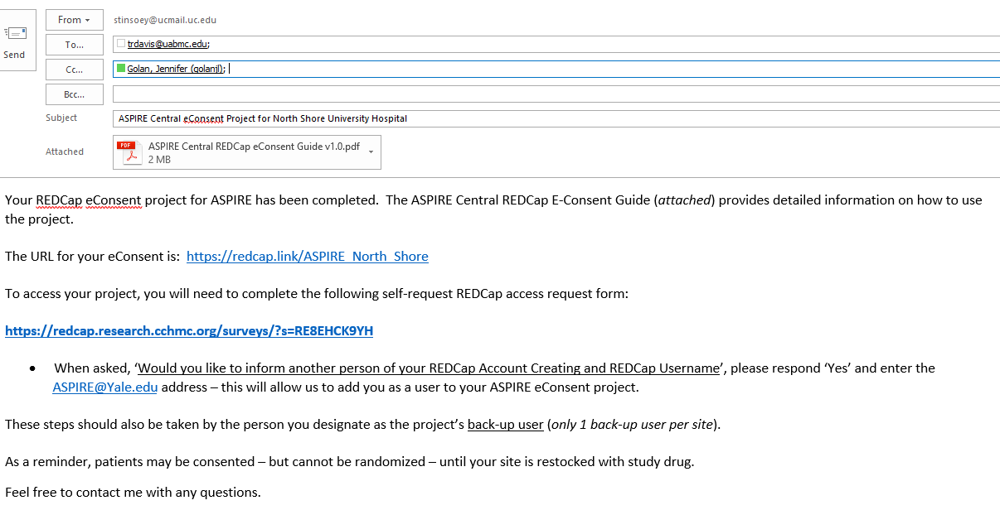 From
stinsoey@ucmail.uc.edu
Send
To...
trdavis@uabmc.edu;
Cc...
Golan, Jennifer (golanjl);
Bcc...
Subject
ASPIRE Central eConsent Project for North Shore University Hospital
Attached
PDF
ASPIRE Central REDCap eConsent Guide v1.0.pdf
2 MB
Your REDCap eConsent project for ASPIRE has been completed.  The ASPIRE Central REDCap E-Consent Guide (attached) provides detailed information on how to use
the project.
The URL for your eConsent is:  https://redcap.link/ASPIRE_North_Shore
To access your project, you will need to complete the following self-request REDCap access request form:
https://redcap.research.cchmc.org/surveys/?s=RE8EHCK9YH
• When asked, ‘Would you like to inform another person of your REDCap Account Creating and REDCap Username’, please respond ‘Yes’ and enter the
ASPIRE@Yale.edu address – this will allow us to add you as a user to your ASPIRE eConsent project.
These steps should also be taken by the person you designate as the project’s back-up user (only 1 back-up user per site).
As a reminder, patients may be consented – but cannot be randomized – until your site is restocked with study drug.
Feel free to contact me with any questions.